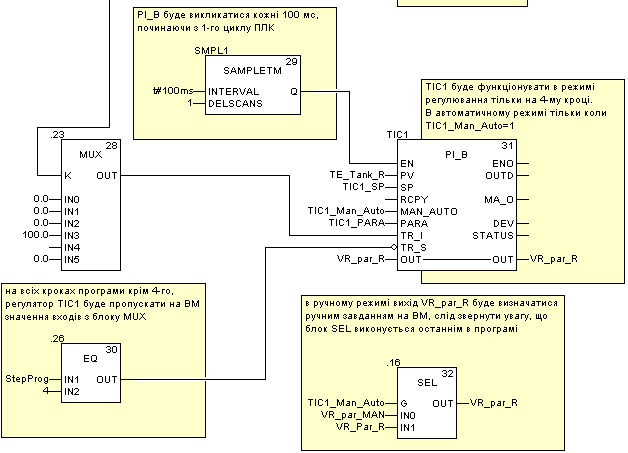 PI_B буде викликатися кожні 100 мс,
починаючи з 1-го циклу ПЛК
SMPL1
29
SAMPLETM
t#100ms INTERVAL Q
1 DELSCANS
TIC1 буде функціонувати в режимі
регулювання тільки на 4-му кроці.
В автоматичному режимі тільки коли
TIC1_Man_Auto=1
.23
28
MUX
K OUT
0.0 IN0
0.0 IN1
0.0 IN2
100.0 IN3
IN4
0.0 IN5
TIC1
31
PI_B
EN ENO
TE_Tank_R PV OUTD
TIC1_SP SP
RCPY MA_O
TIC1_Man_Auto MAN_AUTO
TIC1_PARA PARA DEV
TR_I STATUS
TR_S
VR_par_R OUT OUT VR_par_R
на всіх кроках програми крім 4-го,
регулятор TIC1 буде пропускати на ВМ
значення входів з блоку MUX
.26
30
EQ
StepProg IN1 OUT
4 IN2
в ручному режимі вихід VR_par_R буде визначатися
ручним завданням на ВМ, слід звернути увагу, що
блок SEL виконується останнім в програмі
.16
32
SEL
TIC1_Man_Auto G OUT VR_par_R
VR_par_MAN IN0
VR_Par_R IN1